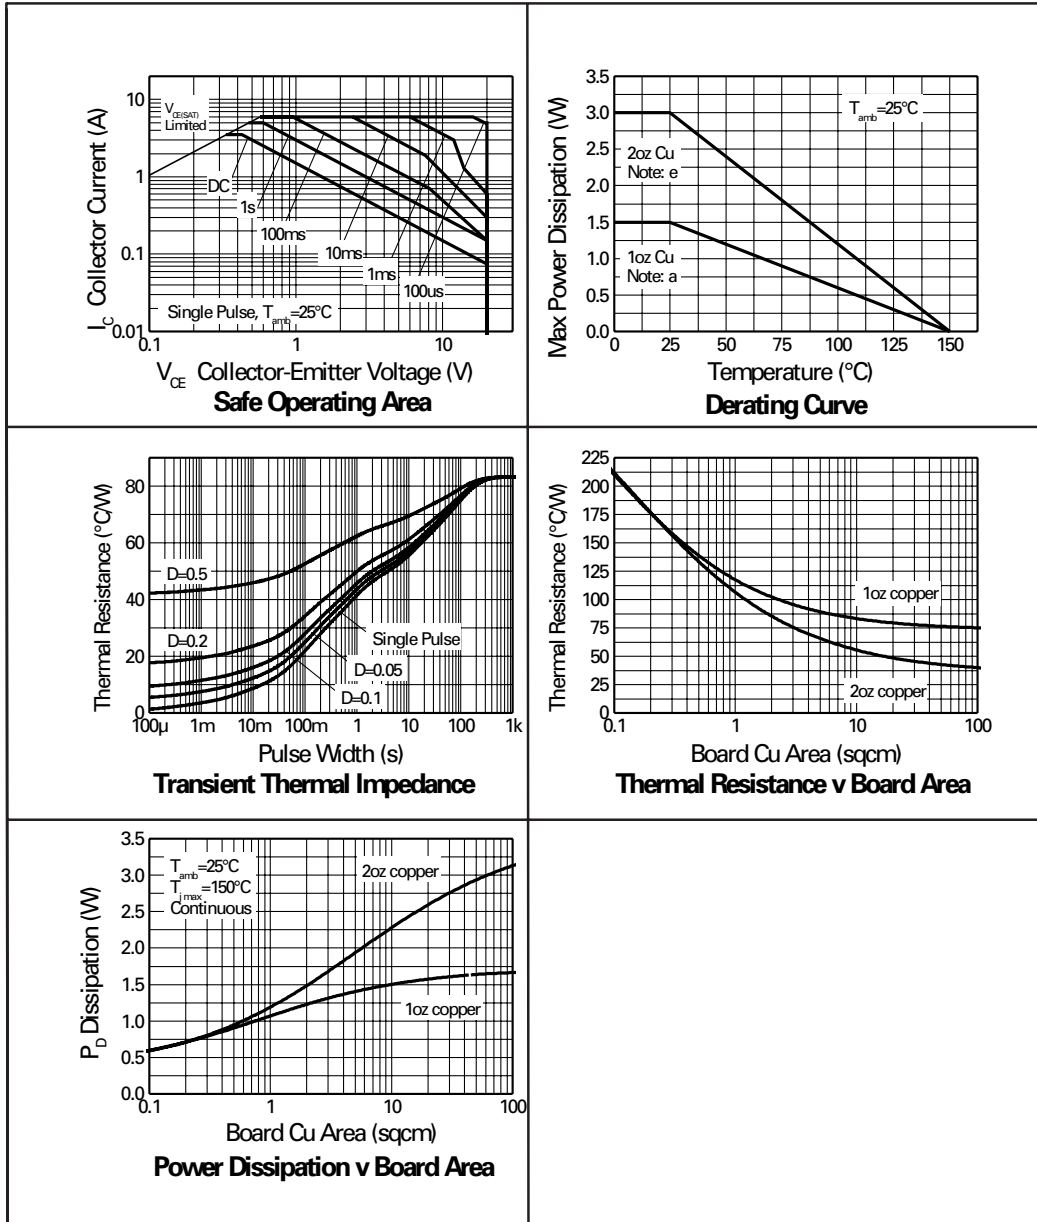 10
1
0.1
0.01
0.1
1
10
I_C Collector Current (A)
V_CE(SAT)
Limited
DC
1s
100ms
10ms
1ms
100us
Single Pulse, T_amb=25°C
V_CE Collector-Emitter Voltage (V)
Safe Operating Area
3.5
3.0
2.5
2.0
1.5
1.0
0.5
0.0
0
25
50
75
100
125
150
Max Power Dissipation (W)
T_amb=25°C
2oz Cu
Note: e
1oz Cu
Note: a
Temperature (°C)
Derating Curve
80
60
40
20
0
100µ
1m
10m
100m
1
10
100
1k
Thermal Resistance (°C/W)
D=0.5
D=0.2
Single Pulse
D=0.05
D=0.1
Pulse Width (s)
Transient Thermal Impedance
225
200
175
150
125
100
75
50
25
0
0.1
1
10
100
Thermal Resistance (°C/W)
1oz copper
2oz copper
Board Cu Area (sqcm)
Thermal Resistance v Board Area
3.5
3.0
2.5
2.0
1.5
1.0
0.5
0.0
0.1
1
10
100
P_D Dissipation (W)
T_amb=25°C
T_j max=150°C
Continuous
2oz copper
1oz copper
Board Cu Area (sqcm)
Power Dissipation v Board Area